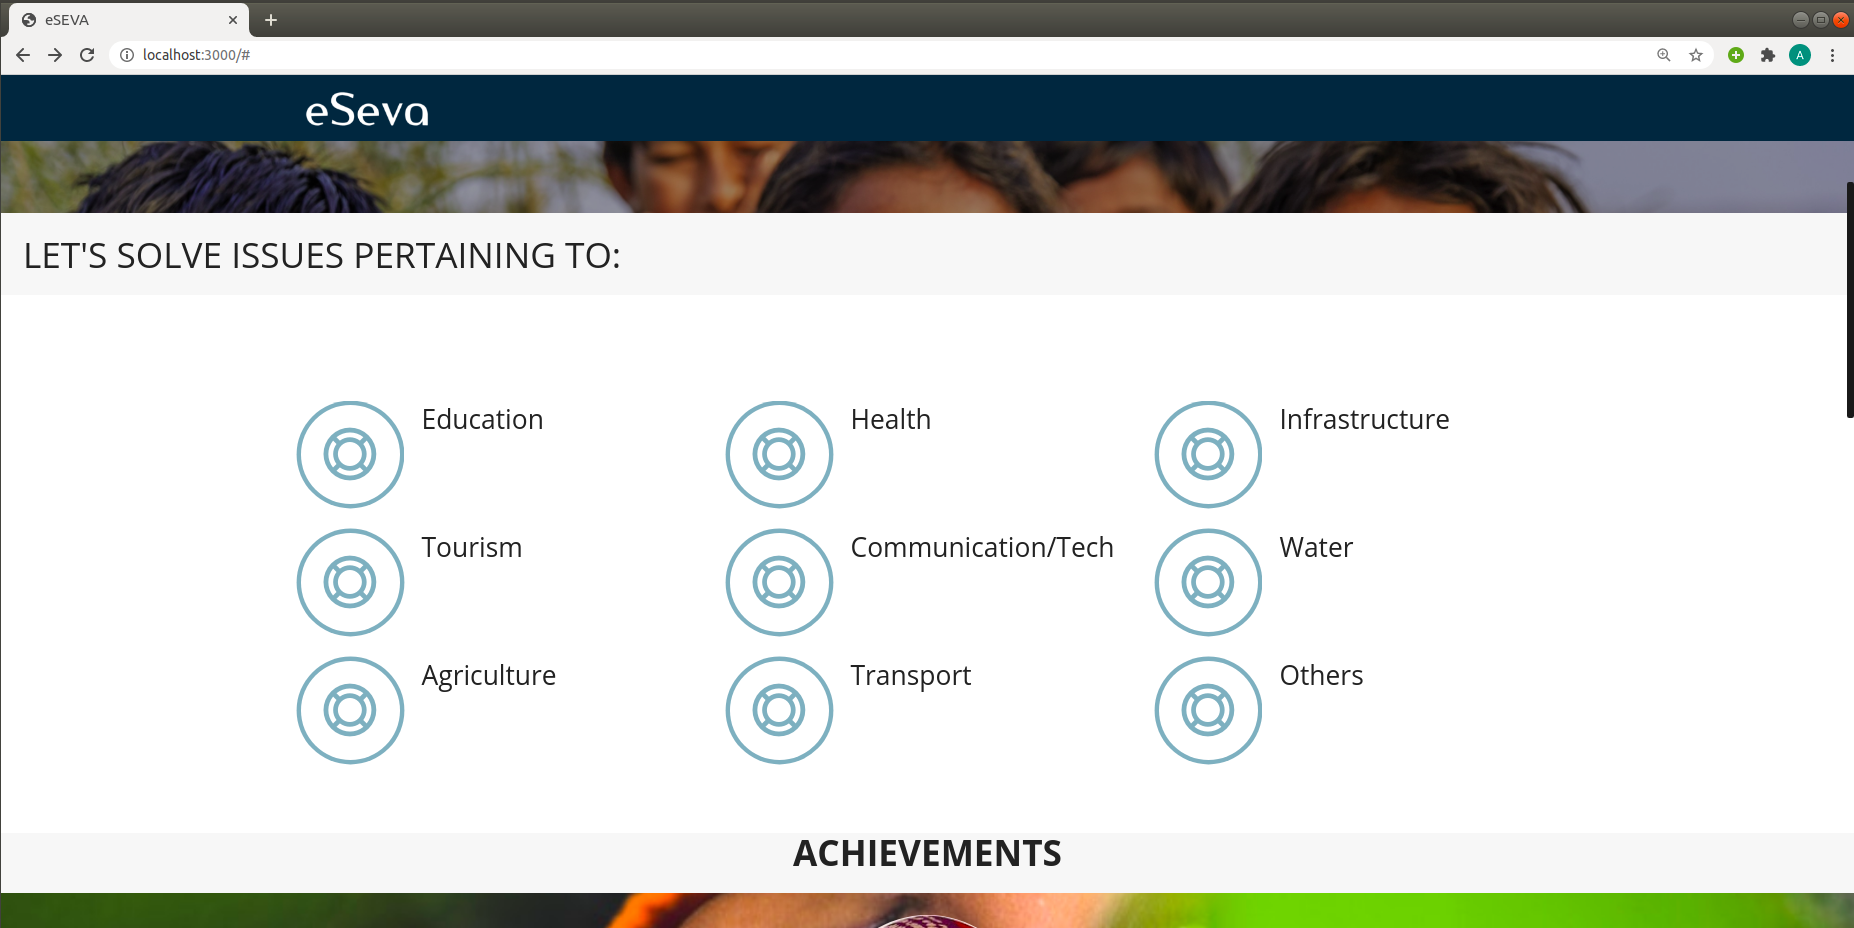 eSEVA
localhost:3000/#
A
eSeva
LET'S SOLVE ISSUES PERTAINING TO:
Education
Health
Infrastructure
Tourism
Communication/Tech
Water
Agriculture
Transport
Others
ACHIEVEMENTS